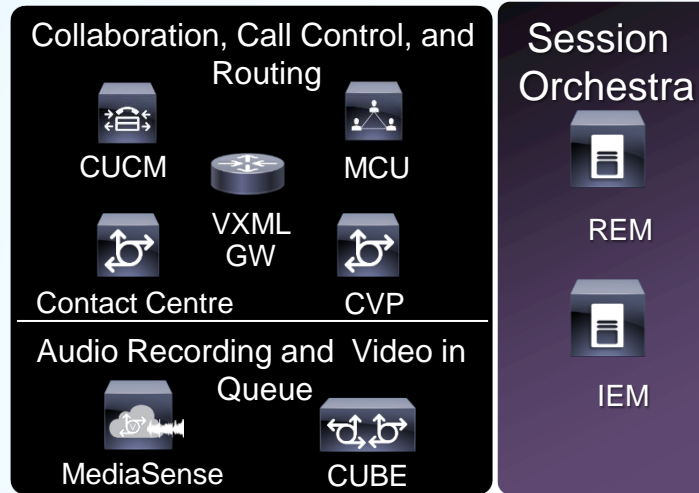 Collaboration, Call Control, and
Routing
CUCM
MCU
VXML
GW
Contact Centre
CVP
Audio Recording and Video in
Queue
MediaSense
CUBE
Session
Orchestra
REM
IEM